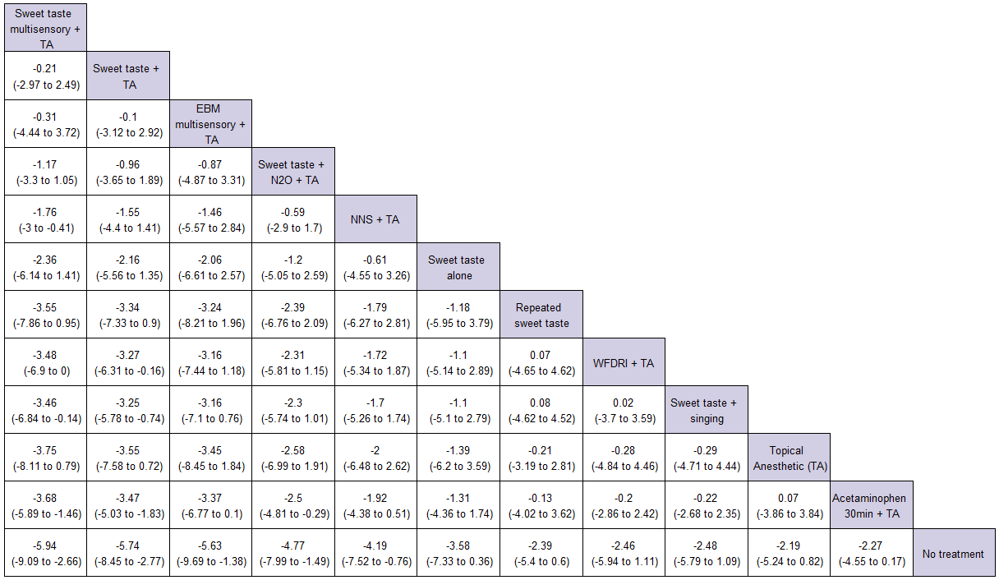 Sweet taste
multisensory +
TA
-0.21
(-2.97 to 2.49)
Sweet taste +
TA
-0.31
(-4.44 to 3.72)
-0.1
(-3.12 to 2.92)
EBM
multisensory +
TA
-1.17
(-3.3 to 1.05)
-0.96
(-3.65 to 1.89)
-0.87
(-4.87 to 3.31)
Sweet taste +
N2O + TA
-1.76
(-3 to -0.41)
-1.55
(-4.4 to 1.41)
-1.46
(-5.57 to 2.84)
-0.59
(-2.9 to 1.7)
NNS + TA
-2.36
(-6.14 to 1.41)
-2.16
(-5.56 to 1.35)
-2.06
(-6.61 to 2.57)
-1.2
(-5.05 to 2.59)
-0.61
(-4.55 to 3.26)
Sweet taste
alone
-3.55
(-7.86 to 0.95)
-3.34
(-7.33 to 0.9)
-3.24
(-8.21 to 1.96)
-2.39
(-6.76 to 2.09)
-1.79
(-6.27 to 2.81)
-1.18
(-5.95 to 3.79)
Repeated
sweet taste
-3.48
(-6.9 to 0)
-3.27
(-6.31 to -0.16)
-3.16
(-7.44 to 1.18)
-2.31
(-5.81 to 1.15)
-1.72
(-5.34 to 1.87)
-1.1
(-5.14 to 2.89)
0.07
(-4.65 to 4.62)
WFDRI + TA
-3.46
(-6.84 to -0.14)
-3.25
(-5.78 to -0.74)
-3.16
(-7.1 to 0.76)
-2.3
(-5.74 to 1.01)
-1.7
(-5.26 to 1.74)
-1.1
(-5.1 to 2.79)
0.08
(-4.62 to 4.52)
0.02
(-3.7 to 3.59)
Sweet taste +
singing
-3.75
(-8.11 to 0.79)
-3.55
(-7.58 to 0.72)
-3.45
(-8.45 to 1.84)
-2.58
(-6.99 to 1.91)
-2
(-6.48 to 2.62)
-1.39
(-6.2 to 3.59)
-0.21
(-3.19 to 2.81)
-0.28
(-4.84 to 4.46)
-0.29
(-4.71 to 4.44)
Topical
Anesthetic (TA)
-3.68
(-5.89 to -1.46)
-3.47
(-5.03 to -1.83)
-3.37
(-6.77 to 0.1)
-2.5
(-4.81 to -0.29)
-1.92
(-4.38 to 0.51)
-1.31
(-4.36 to 1.74)
-0.13
(-4.02 to 3.62)
-0.2
(-2.86 to 2.42)
-0.22
(-2.68 to 2.35)
0.07
(-3.86 to 3.84)
Acetaminophen
30min + TA
-5.94
(-9.09 to -2.66)
-5.74
(-8.45 to -2.77)
-5.63
(-9.69 to -1.38)
-4.77
(-7.99 to -1.49)
-4.19
(-7.52 to -0.76)
-3.58
(-7.33 to 0.36)
-2.39
(-5.4 to 0.6)
-2.46
(-5.94 to 1.11)
-2.48
(-5.79 to 1.09)
-2.19
(-5.24 to 0.82)
-2.27
(-4.55 to 0.17)
No treatment